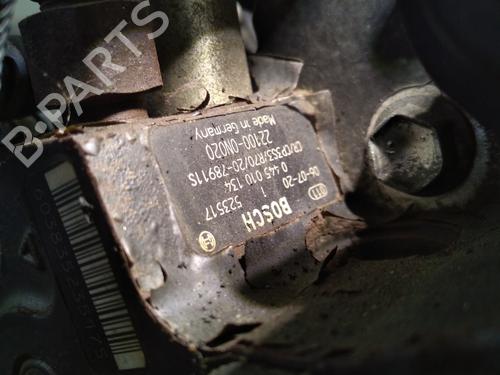 B-PARTS
BOSCH
06-07-20 1 523517
0 445 010 134
CR/CP3S3/R70/20-78911S
22100-0N020
Made in Germany